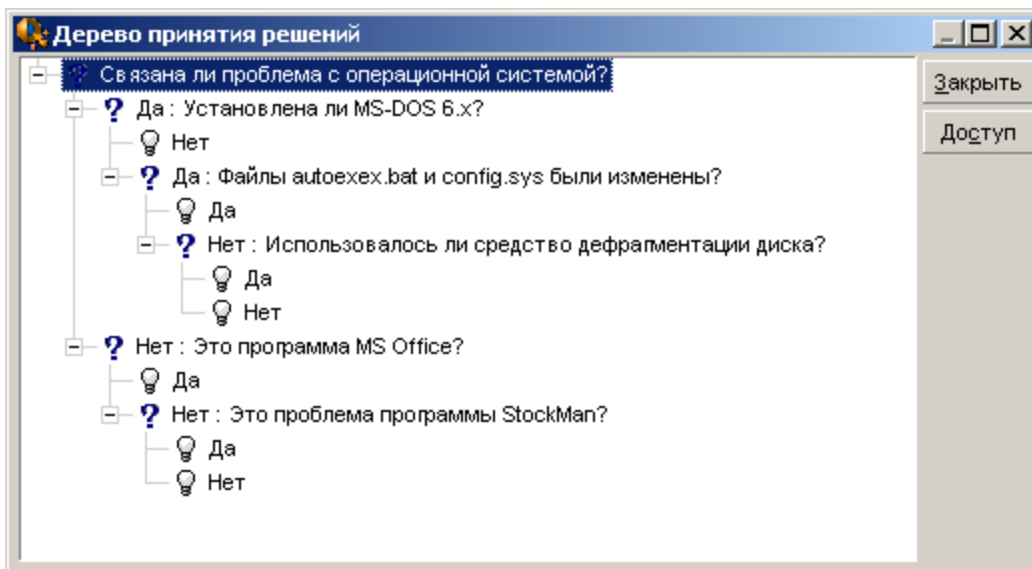 Дерево принятия решений
Связана ли проблема с операционной системой?
Закрыть
Да : Установлена ли MS-DOS 6.x?
Доступ
Нет
Да : Файлы autoexex.bat и config.sys были изменены?
Да
Нет : Использовалось ли средство дефрагментации диска?
Да
Нет
Нет : Это программа MS Office?
Да
Нет : Это проблема программы StockMan?
Да
Нет